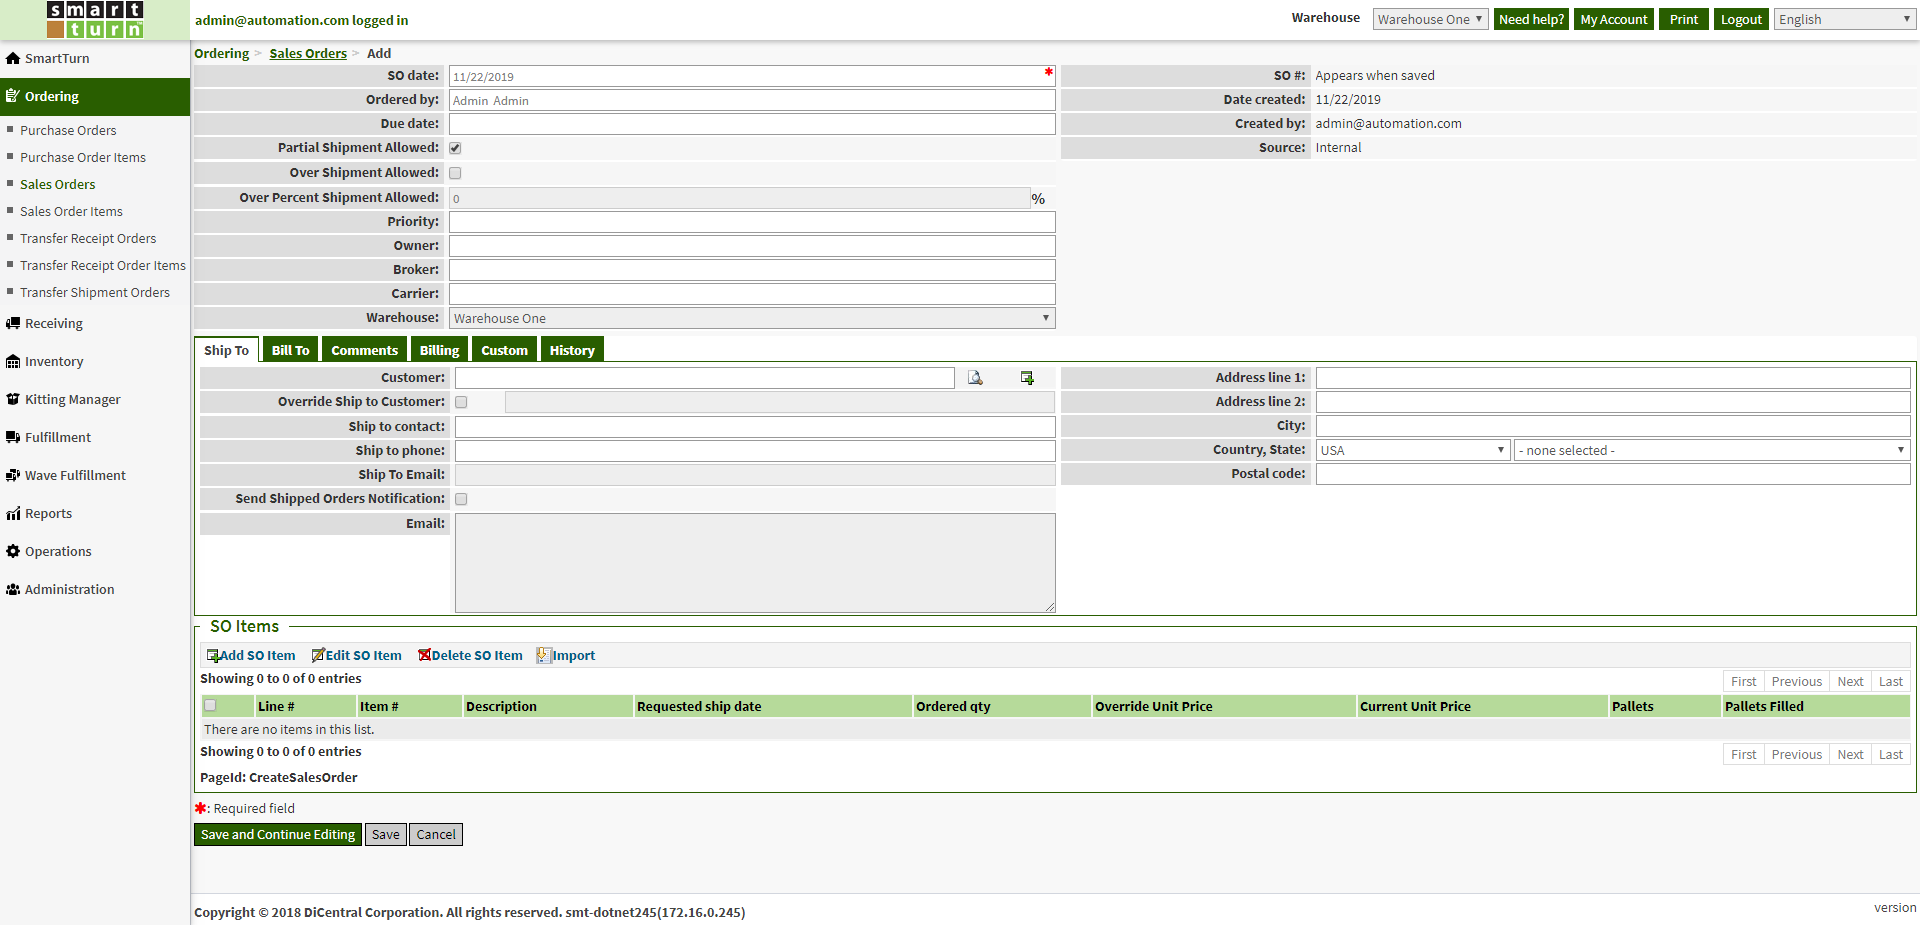 smart
turn
admin@automation.com logged in
Warehouse
Warehouse One
Need help?
My Account
Print
Logout
English
SmartTurn
Ordering
Purchase Orders
Purchase Order Items
Sales Orders
Sales Order Items
Transfer Receipt Orders
Transfer Receipt Order Items
Transfer Shipment Orders
Receiving
Inventory
Kitting Manager
Fulfillment
Wave Fulfillment
Reports
Operations
Administration
Ordering > Sales Orders > Add
SO date: 11/22/2019 *
Ordered by: Admin Admin
Due date:
Partial Shipment Allowed:
Over Shipment Allowed:
Over Percent Shipment Allowed: 0 %
Priority:
Owner:
Broker:
Carrier:
Warehouse: Warehouse One
SO #: Appears when saved
Date created: 11/22/2019
Created by: admin@automation.com
Source: Internal
Ship To Bill To Comments Billing Custom History
Customer:
Override Ship to Customer:
Ship to contact:
Ship to phone:
Ship To Email:
Send Shipped Orders Notification:
Email:
Address line 1:
Address line 2:
City:
Country, State: USA - none selected -
Postal code:
SO Items
Add SO Item Edit SO Item Delete SO Item Import
Showing 0 to 0 of 0 entries
First Previous Next Last
Line # Item # Description Requested ship date Ordered qty Override Unit Price Current Unit Price Pallets Pallets Filled
There are no items in this list.
Showing 0 to 0 of 0 entries
First Previous Next Last
PageId: CreateSalesOrder
*: Required field
Save and Continue Editing Save Cancel
Copyright © 2018 DiCentral Corporation. All rights reserved. smt-dotnet245(172.16.0.245)
version